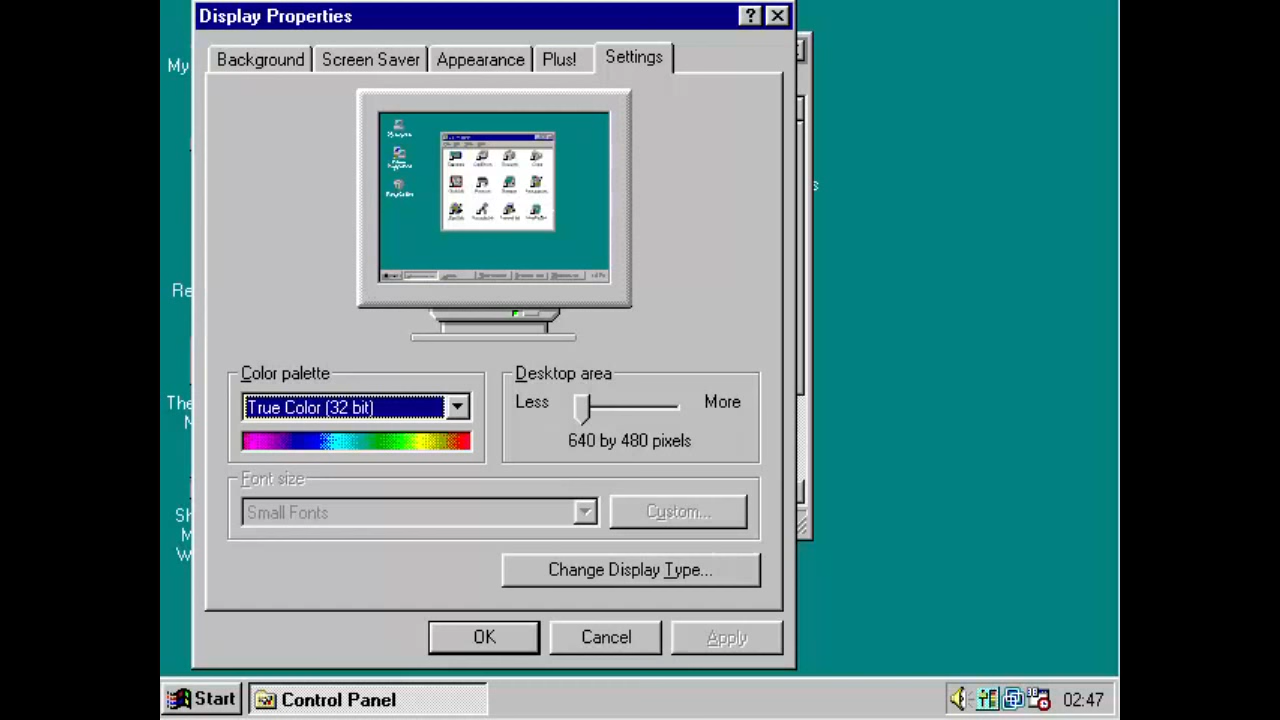 Display Properties
Background Screen Saver Appearance Plus! Settings
My
Re
The
M
Sh
M
W
s
Color palette
True Color (32 bit)
Desktop area
Less More
640 by 480 pixels
Font size
Small Fonts Custom...
Change Display Type...
OK Cancel Apply
Start Control Panel 02:47